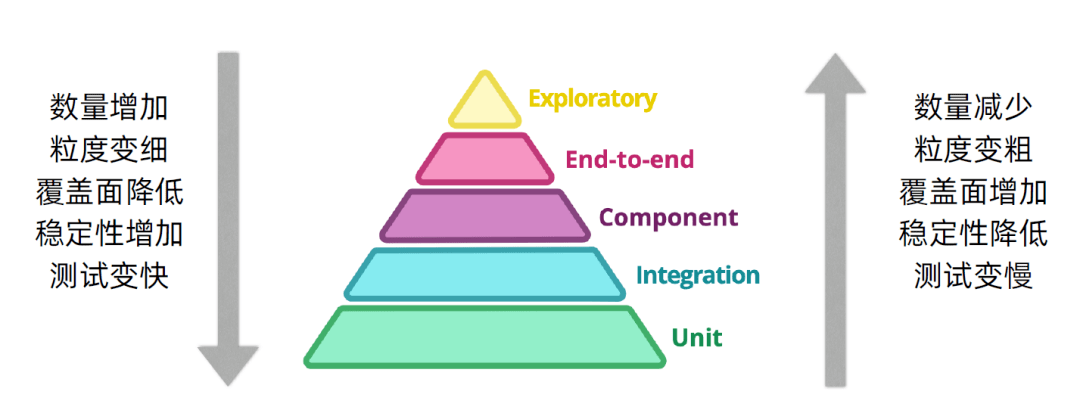 数量增加
粒度变细
覆盖面降低
稳定性增加
测试变快
Exploratory
End-to-end
Component
Integration
Unit
数量减少
粒度变粗
覆盖面增加
稳定性降低
测试变慢